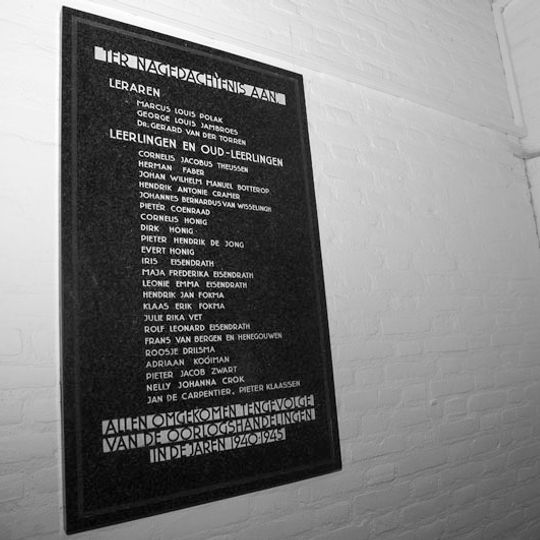 TER NAGEDACHTENIS AAN.
LERAREN
MARCUS LOUIS POLAK
GEORGE LOUIS JAMBROES
DR. GERARD VAN DER TORREN
LEERLINGEN EN OUD-LEERLINGEN
CORNELIS JACOBUS THEUSSEN
HERMAN FABER
JOHAN WILHELM MANUEL BOTTEROP
HENDRIK ANTONIE CRAMER
JOHANNES BERNARDUS VAN WISSELINGH
PIETER COENRAAD
CORNELIS HONIG
DIRK HONIG
PIETER HENDRIK DE JONG
EVERT HONIG
IRIS EISENDRATH
MAJA FREDERIKA EISENDRATH
LEONIE EMMA EISENDRATH
HENDRIK JAN FOKMA
KLAAS ERIK FOKMA
JULIE RIKA VET
ROLF LEONARD EISENDRATH
FRANS VAN BERGEN EN HENEGOUWEN
ROOSJE DRILSMA
ADRIAAN KOOIMAN
PIETER JACOB ZWART
NELLY JOHANNA CROK
JAN DE CARPENTIER, PIETER KLAASSEN
ALLEN OMGEKOMEN TENGEVOLGE
VAN DE OORLOGSHANDELINGEN
IN DE JAREN 1940-1945